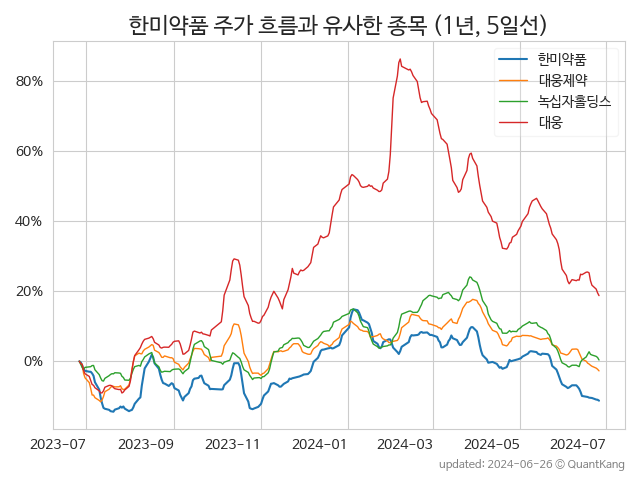 한미약품 주가 흐름과 유사한 종목 (1년, 5일선)
한미약품
대웅제약
녹십자홀딩스
대웅
80%
60%
40%
20%
0%
2023-07 2023-09 2023-11 2024-01 2024-03 2024-05 2024-07
updated: 2024-06-26 © QuantKang